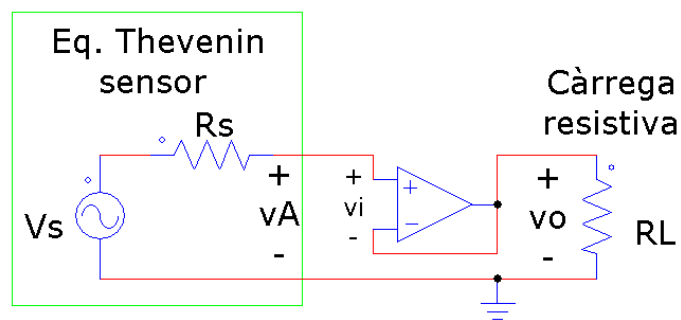 Eq. Thevenin
sensor
Rs
Vs
+
vA
-
+
vi
-
+
−
+
vo
-
Càrrega
resistiva
RL